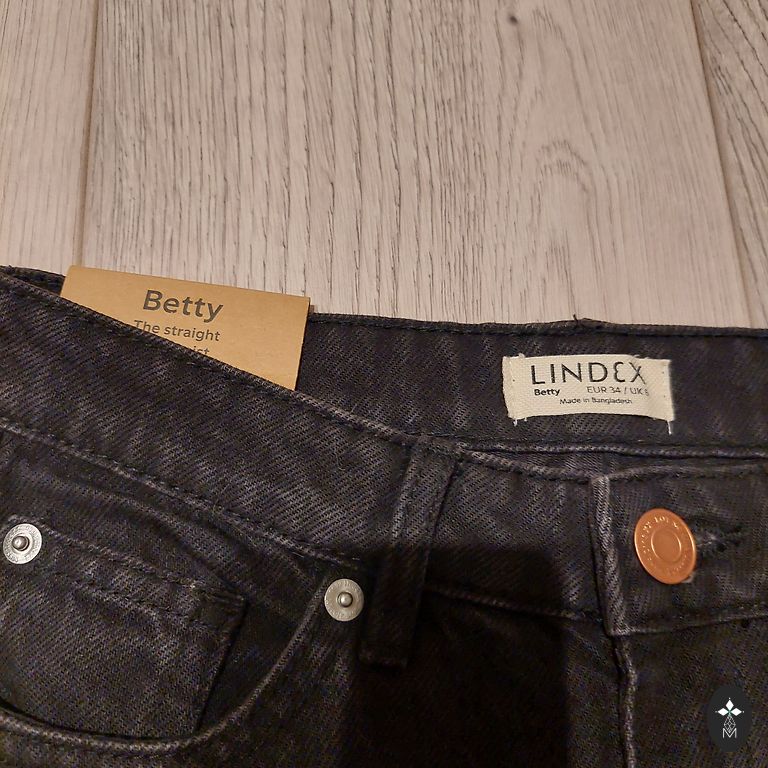 Betty
The straight
LINDEX
Betty EUR 34 / UK
Made in Bangladesh